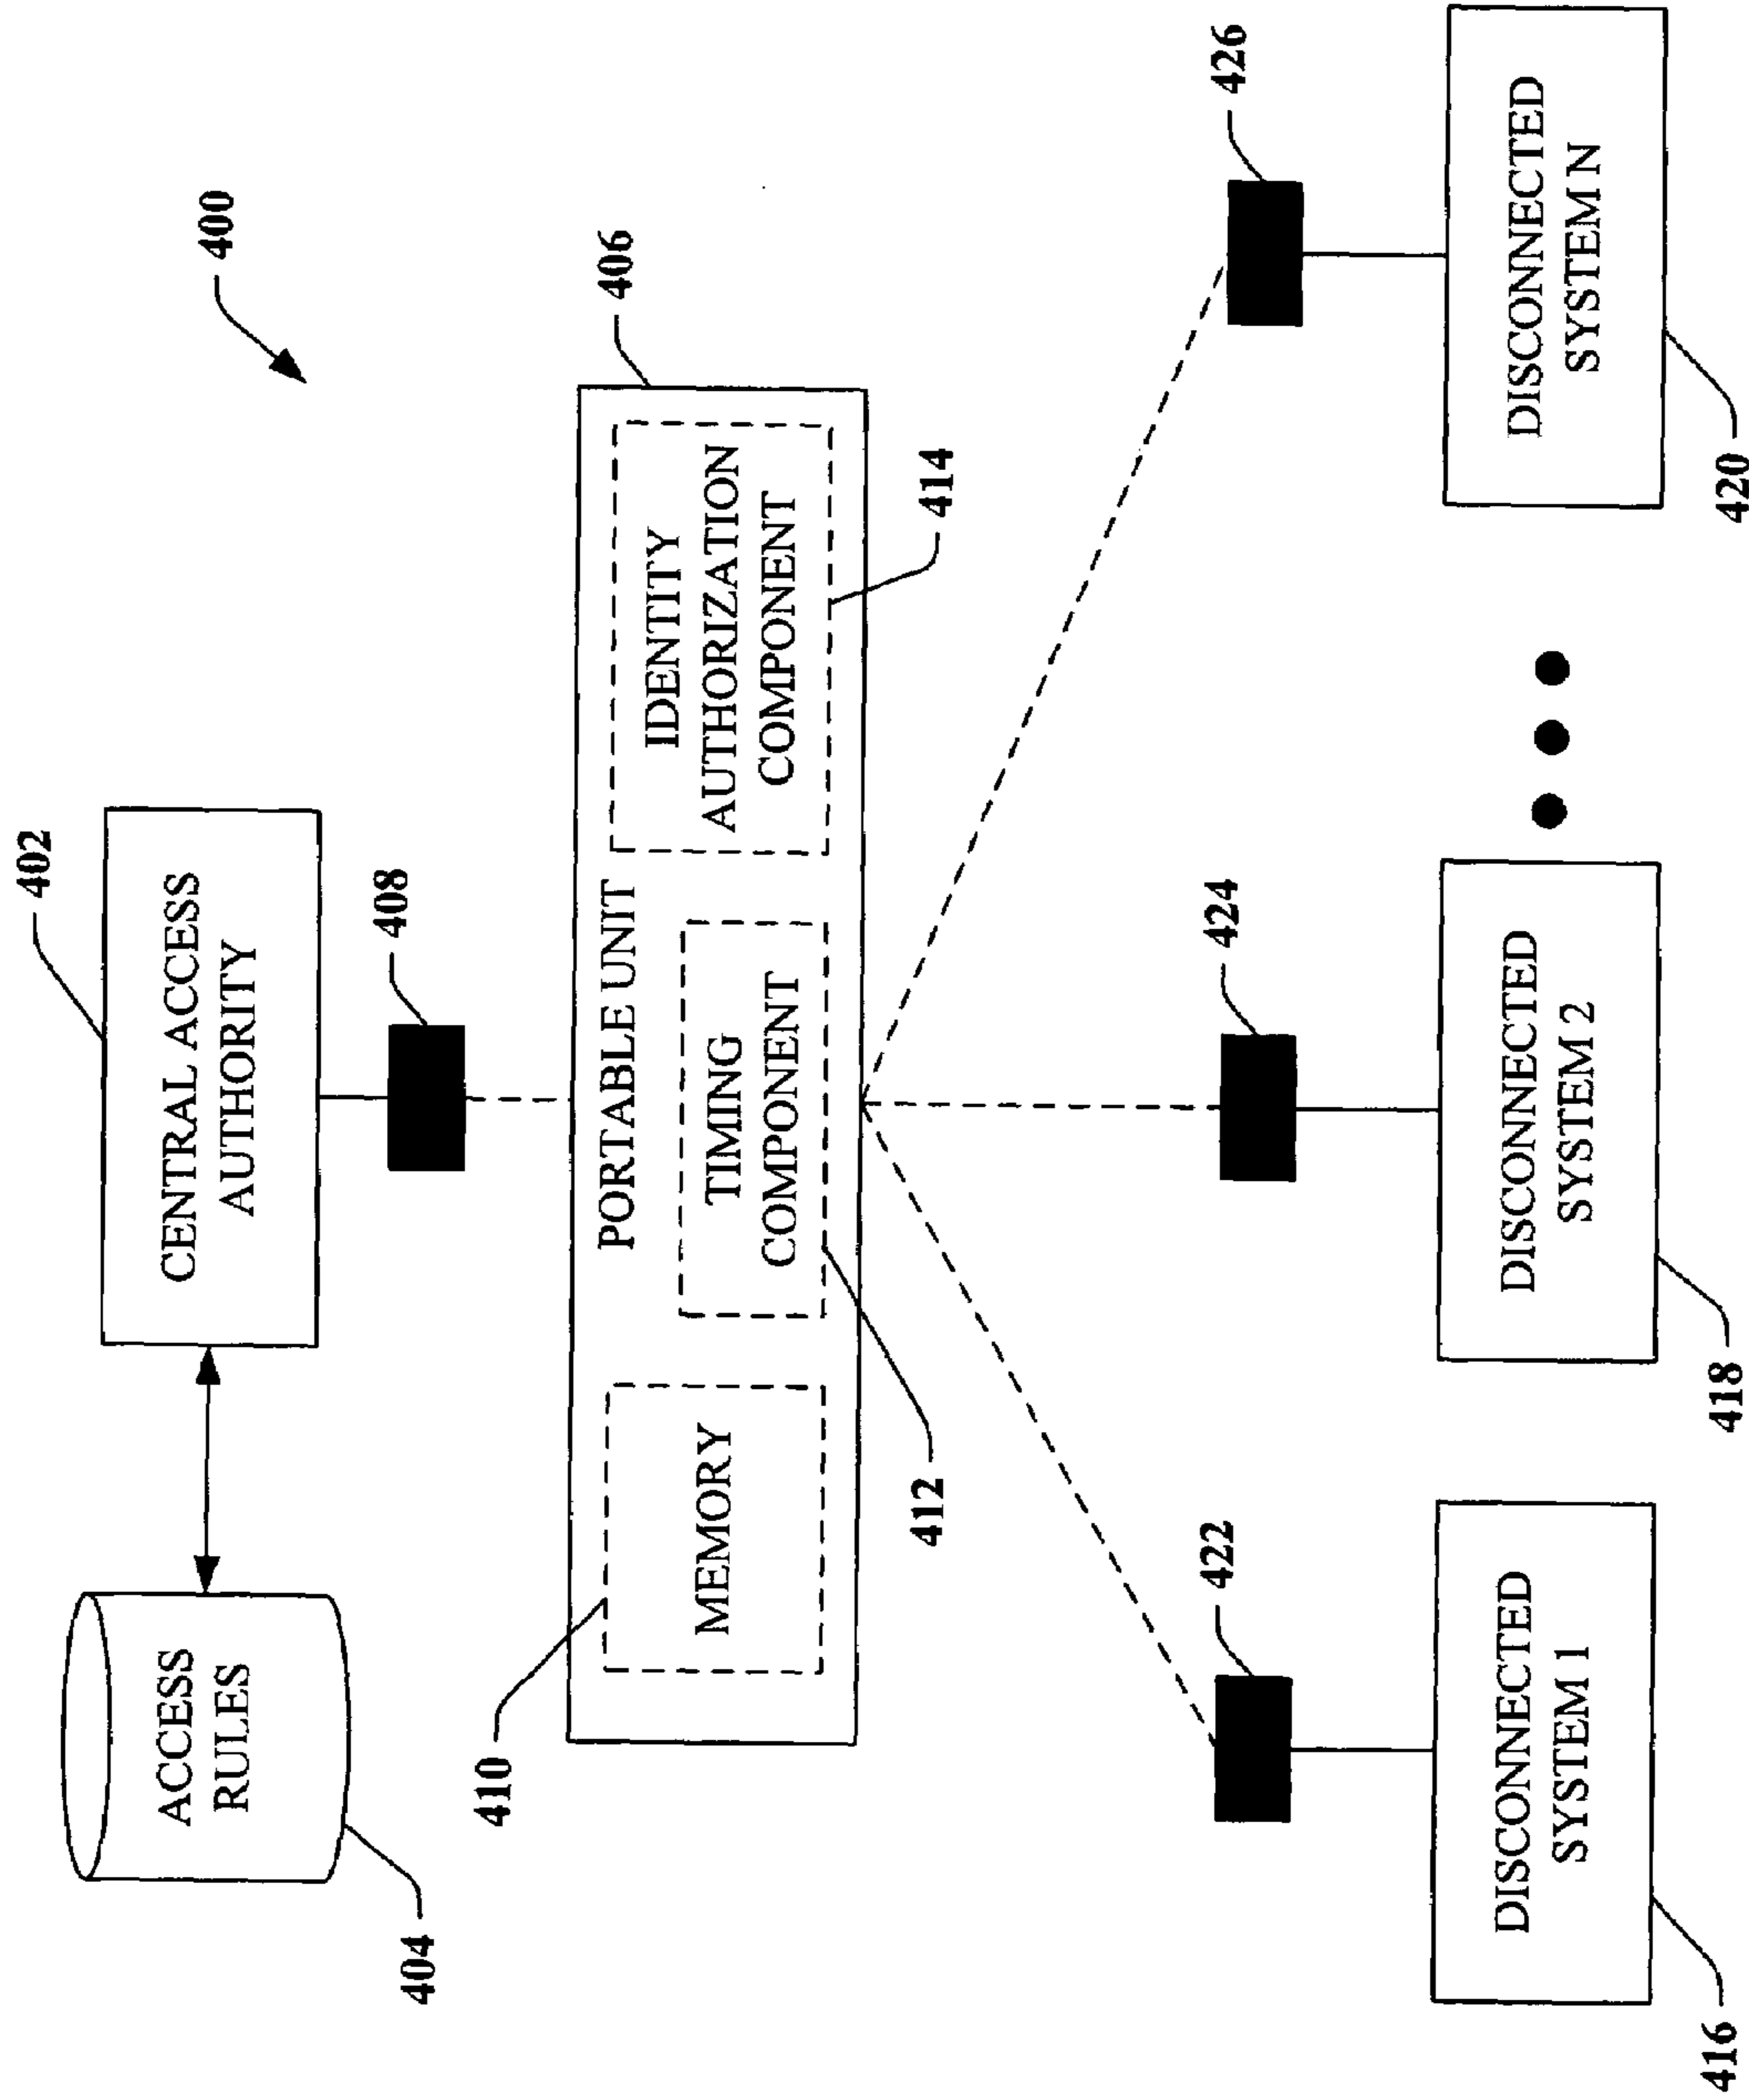 400
402
CENTRAL ACCESS
AUTHORITY
ACCESS
RULES
404
408
406
PORTABLE UNIT
410
MEMORY
TIMING
COMPONENT
412
IDENTITY
AUTHORIZATION
COMPONENT
414
422
424
426
DISCONNECTED
SYSTEM 1
416
DISCONNECTED
SYSTEM 2
418
DISCONNECTED
SYSTEM N
420